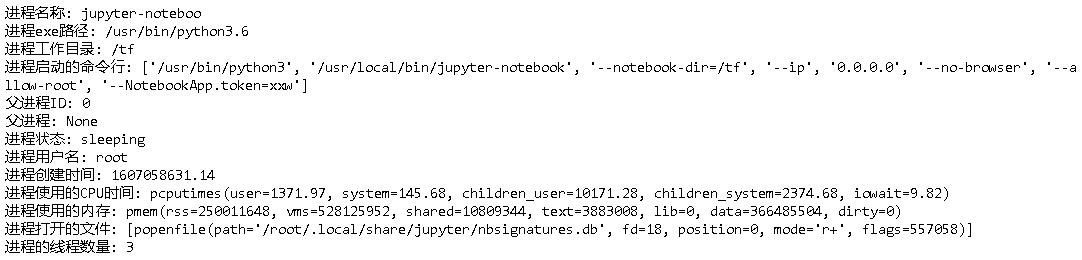 进程名称: jupyter-noteboo
进程exe路径: /usr/bin/python3.6
进程工作目录: /tf
进程启动的命令行: ['/usr/bin/python3', '/usr/local/bin/jupyter-notebook', '--notebook-dir=/tf', '--ip', '0.0.0.0', '--no-browser', '--a
llow-root', '--NotebookApp.token=xxw']
父进程ID: 0
父进程: None
进程状态: sleeping
进程用户名: root
进程创建时间: 1607058631.14
进程使用的CPU时间: pcputimes(user=1371.97, system=145.68, children_user=10171.28, children_system=2374.68, iowait=9.82)
进程使用的内存: pmem(rss=250011648, vms=528125952, shared=10809344, text=3883008, lib=0, data=366485504, dirty=0)
进程打开的文件: [popenfile(path='/root/.local/share/jupyter/nbsignatures.db', fd=18, position=0, mode='r+', flags=557058)]
进程的线程数量: 3